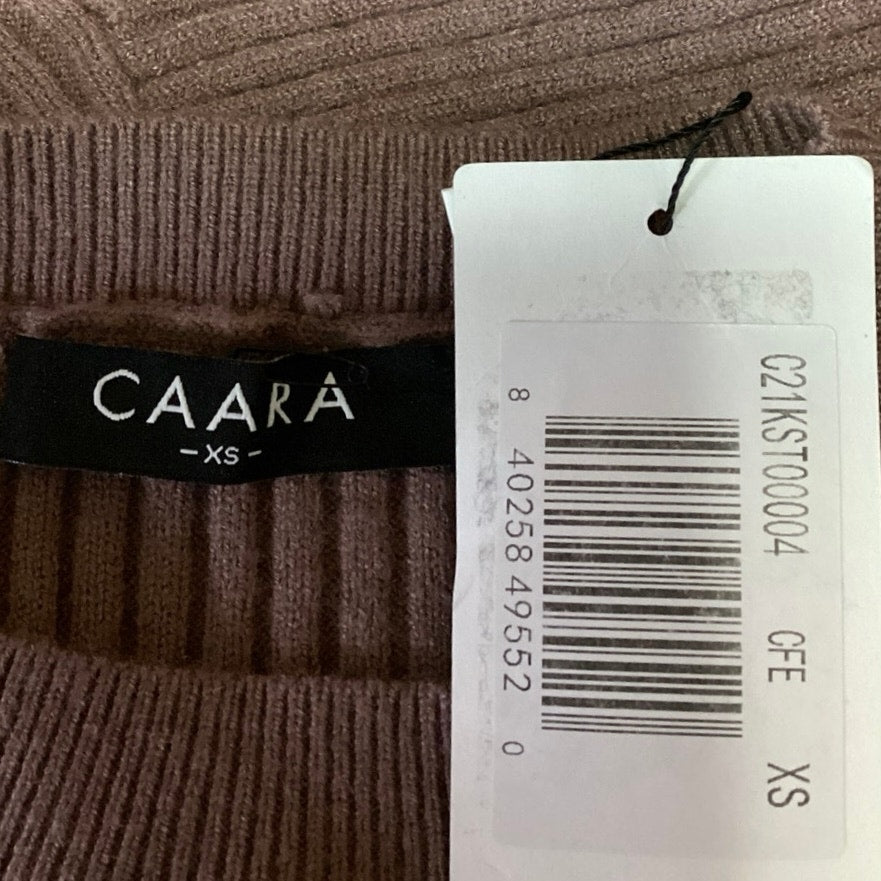 CAARA
-XS-
C21KST00004 CFE XS
8 40258 49552 0